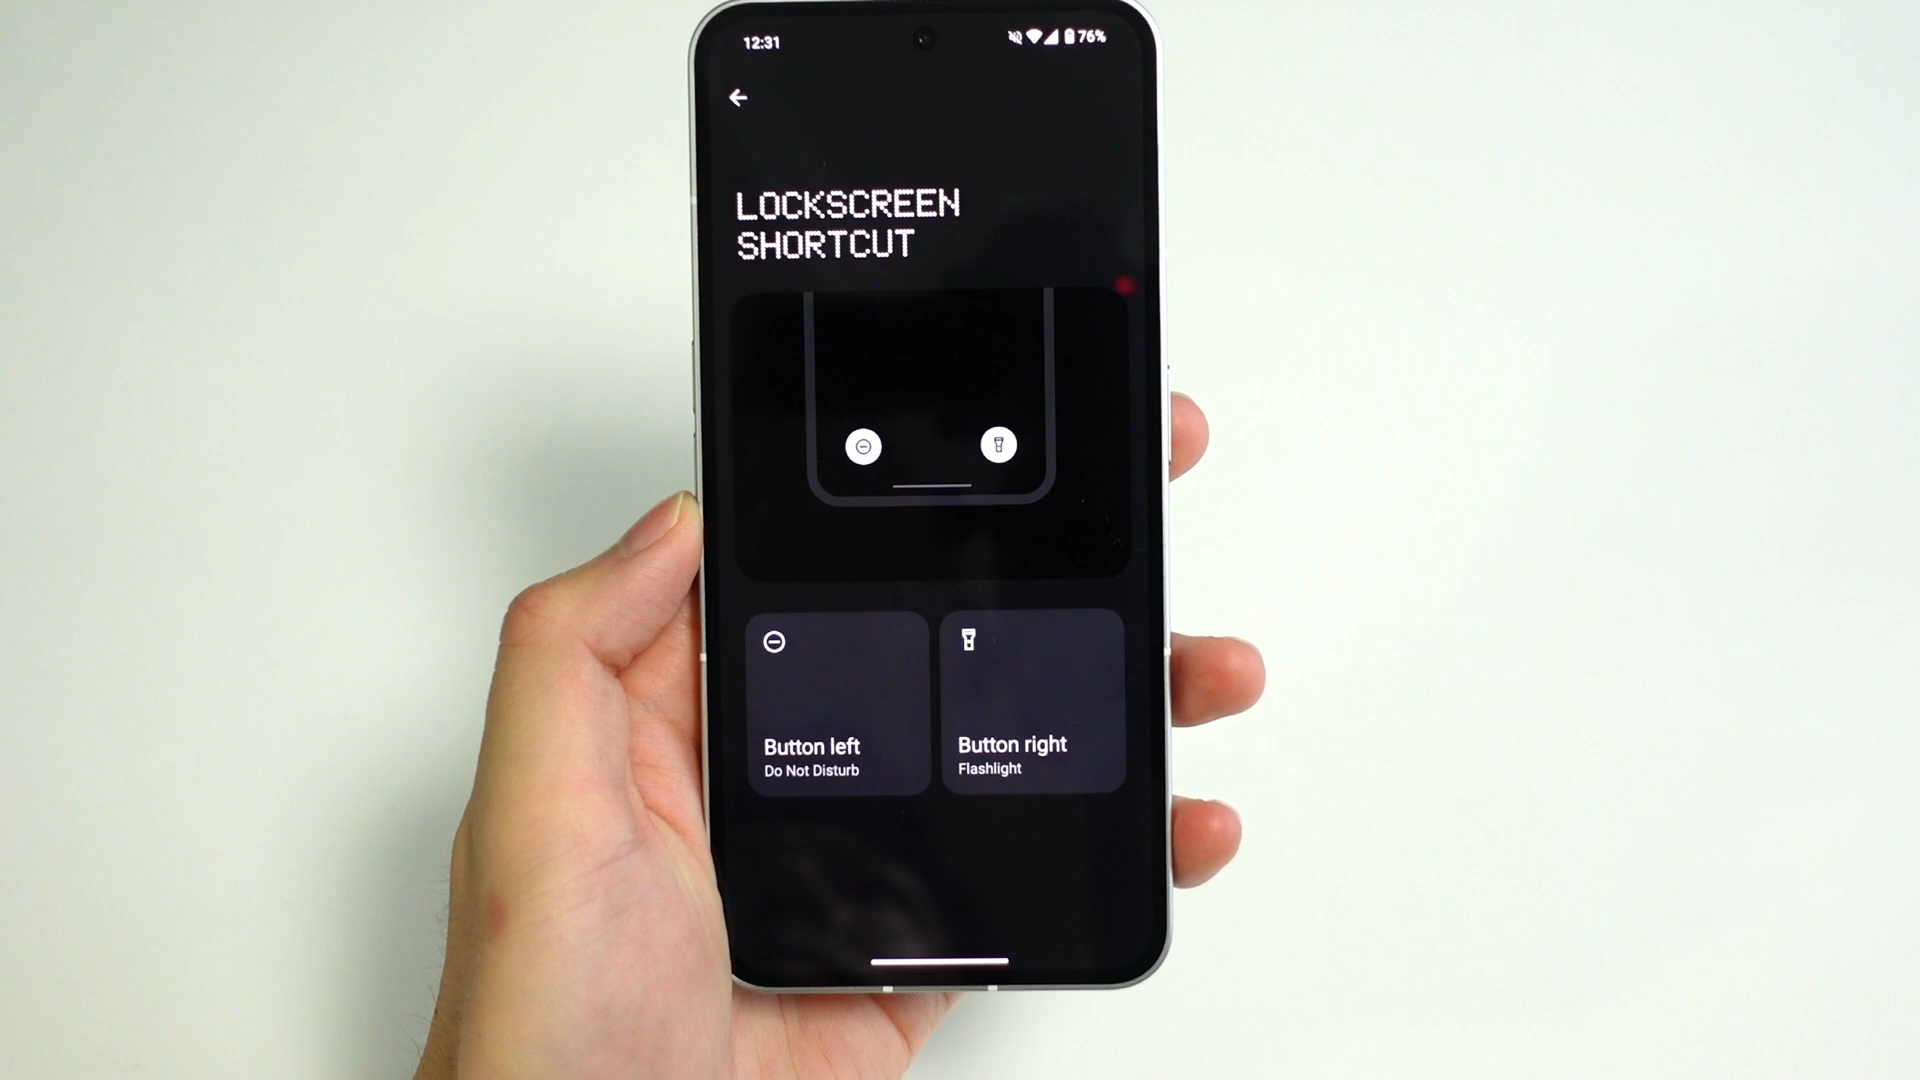 12:31
76%
LOCKSCREEN
SHORTCUT
Button left
Do Not Disturb
Button right
Flashlight